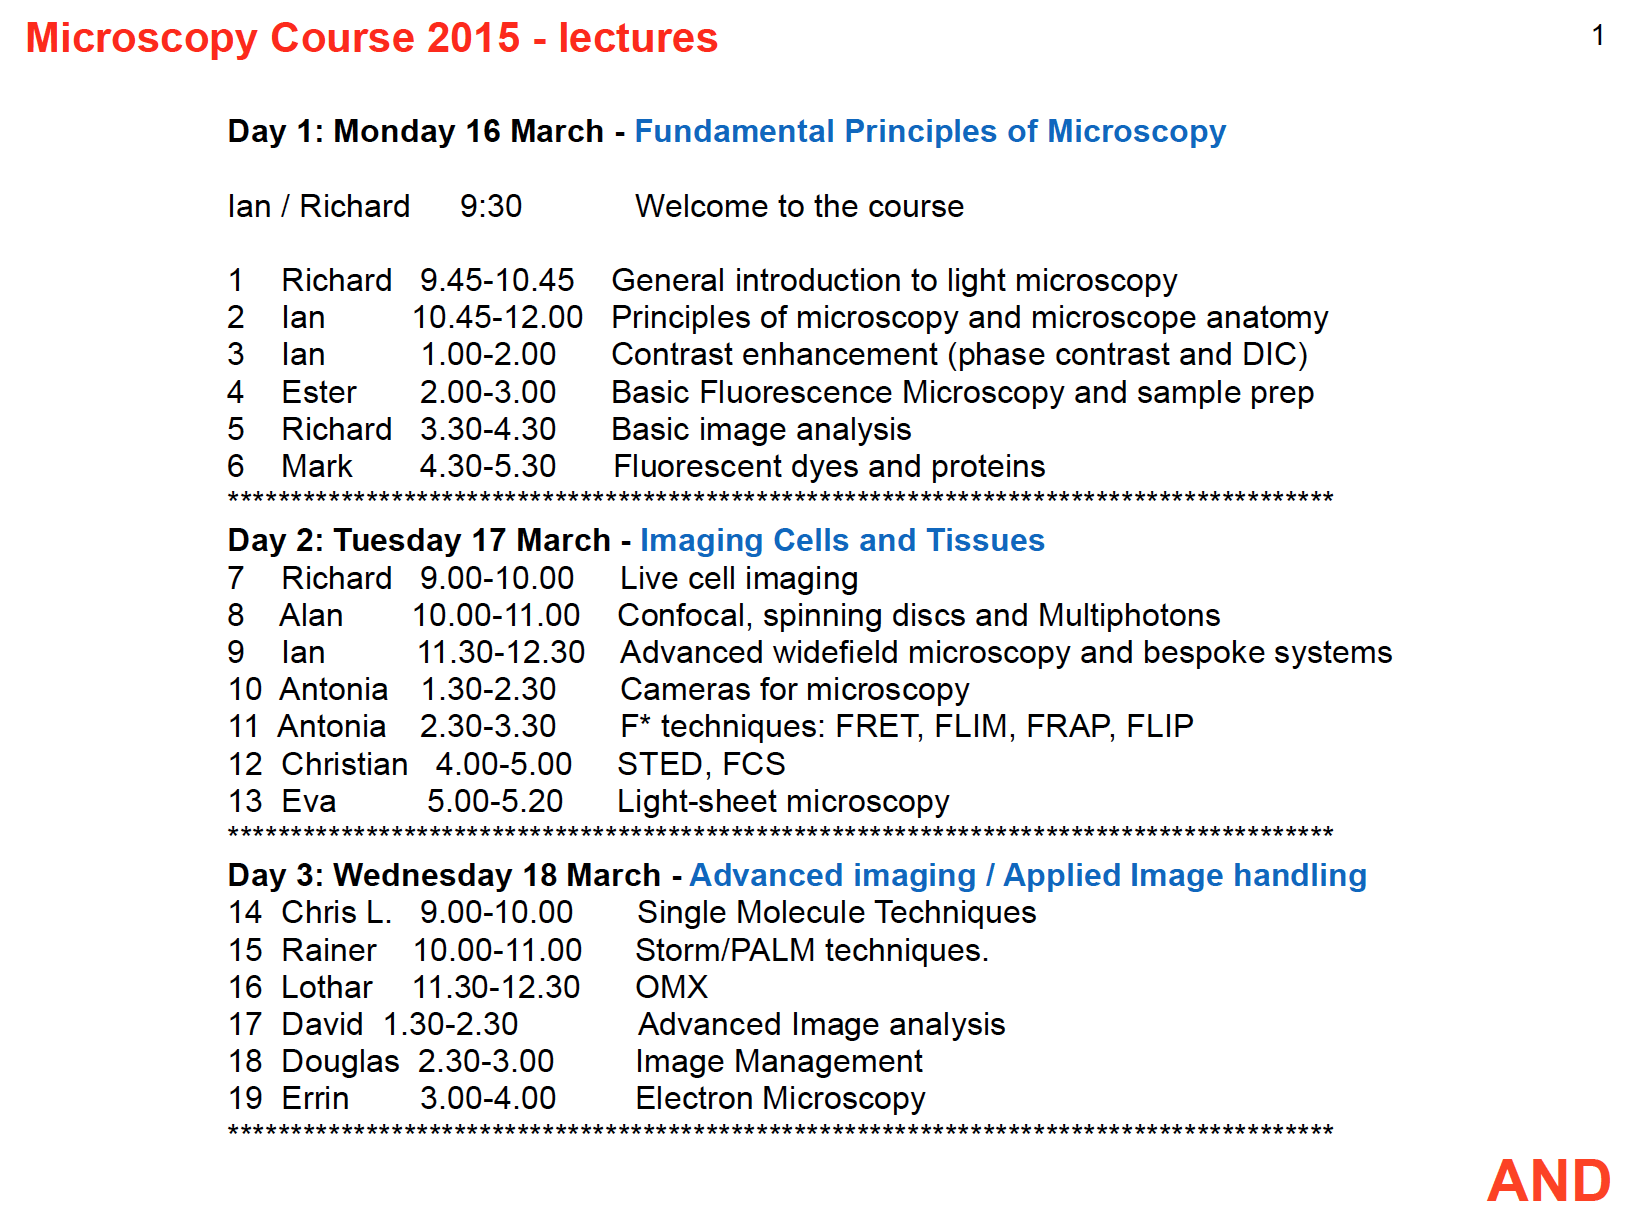 Microscopy Course 2015 - lectures
1
Day 1: Monday 16 March - Fundamental Principles of Microscopy
Ian / Richard 9:30 Welcome to the course
1 Richard 9.45-10.45 General introduction to light microscopy
2 Ian 10.45-12.00 Principles of microscopy and microscope anatomy
3 Ian 1.00-2.00 Contrast enhancement (phase contrast and DIC)
4 Ester 2.00-3.00 Basic Fluorescence Microscopy and sample prep
5 Richard 3.30-4.30 Basic image analysis
6 Mark 4.30-5.30 Fluorescent dyes and proteins
****************************************************************************************
Day 2: Tuesday 17 March - Imaging Cells and Tissues
7 Richard 9.00-10.00 Live cell imaging
8 Alan 10.00-11.00 Confocal, spinning discs and Multiphotons
9 Ian 11.30-12.30 Advanced widefield microscopy and bespoke systems
10 Antonia 1.30-2.30 Cameras for microscopy
11 Antonia 2.30-3.30 F* techniques: FRET, FLIM, FRAP, FLIP
12 Christian 4.00-5.00 STED, FCS
13 Eva 5.00-5.20 Light-sheet microscopy
****************************************************************************************
Day 3: Wednesday 18 March - Advanced imaging / Applied Image handling
14 Chris L. 9.00-10.00 Single Molecule Techniques
15 Rainer 10.00-11.00 Storm/PALM techniques.
16 Lothar 11.30-12.30 OMX
17 David 1.30-2.30 Advanced Image analysis
18 Douglas 2.30-3.00 Image Management
19 Errin 3.00-4.00 Electron Microscopy
****************************************************************************************
AND